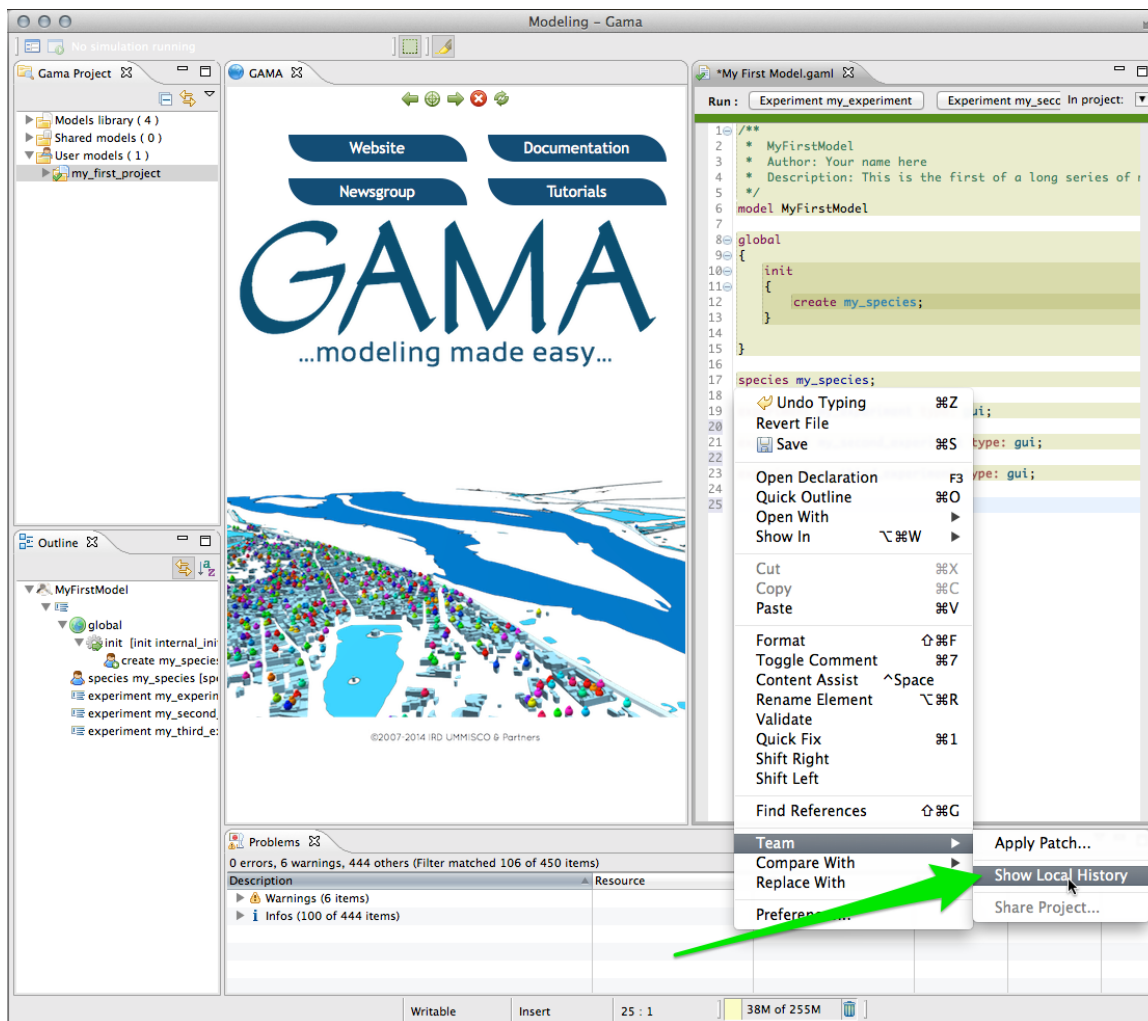 Modeling – Gama
No simulation running
Gama Project
Models library ( 4 )
Shared models ( 0 )
User models ( 1 )
my_first_project
Outline
MyFirstModel
global
init [init internal_ini
create my_specie
species my_species [sp
experiment my_experin
experiment my_second_
experiment my_third_e
GAMA
Website
Documentation
Newsgroup
Tutorials
GAMA
...modeling made easy...
©2007-2014 IRD UMMISCO & Partners
*My First Model.gaml
Run : Experiment my_experiment Experiment my_secc In project:
1 /**
2 * MyFirstModel
3 * Author: Your name here
4 * Description: This is the first of a long series of
5 */
6 model MyFirstModel
7
8 global
9 {
10 init
11 {
12 create my_species;
13 }
14
15 }
16
17 species my_species;
18
19 ui;
20
21 type: gui;
22
23 ype: gui;
24
25
Undo Typing ⌘Z
Revert File
Save ⌘S
Open Declaration F3
Quick Outline ⌘O
Open With
Show In ⌥⌘W
Cut ⌘X
Copy ⌘C
Paste ⌘V
Format ⇧⌘F
Toggle Comment ⌘7
Content Assist ^Space
Rename Element ⌥⌘R
Validate
Quick Fix ⌘1
Shift Right
Shift Left
Find References ⇧⌘G
Team
Compare With
Replace With
Apply Patch...
Show Local History
Share Project...
Problems
0 errors, 6 warnings, 444 others (Filter matched 106 of 450 items)
Description Resource
Warnings (6 items)
Infos (100 of 444 items)
Writable Insert 25 : 1 38M of 255M